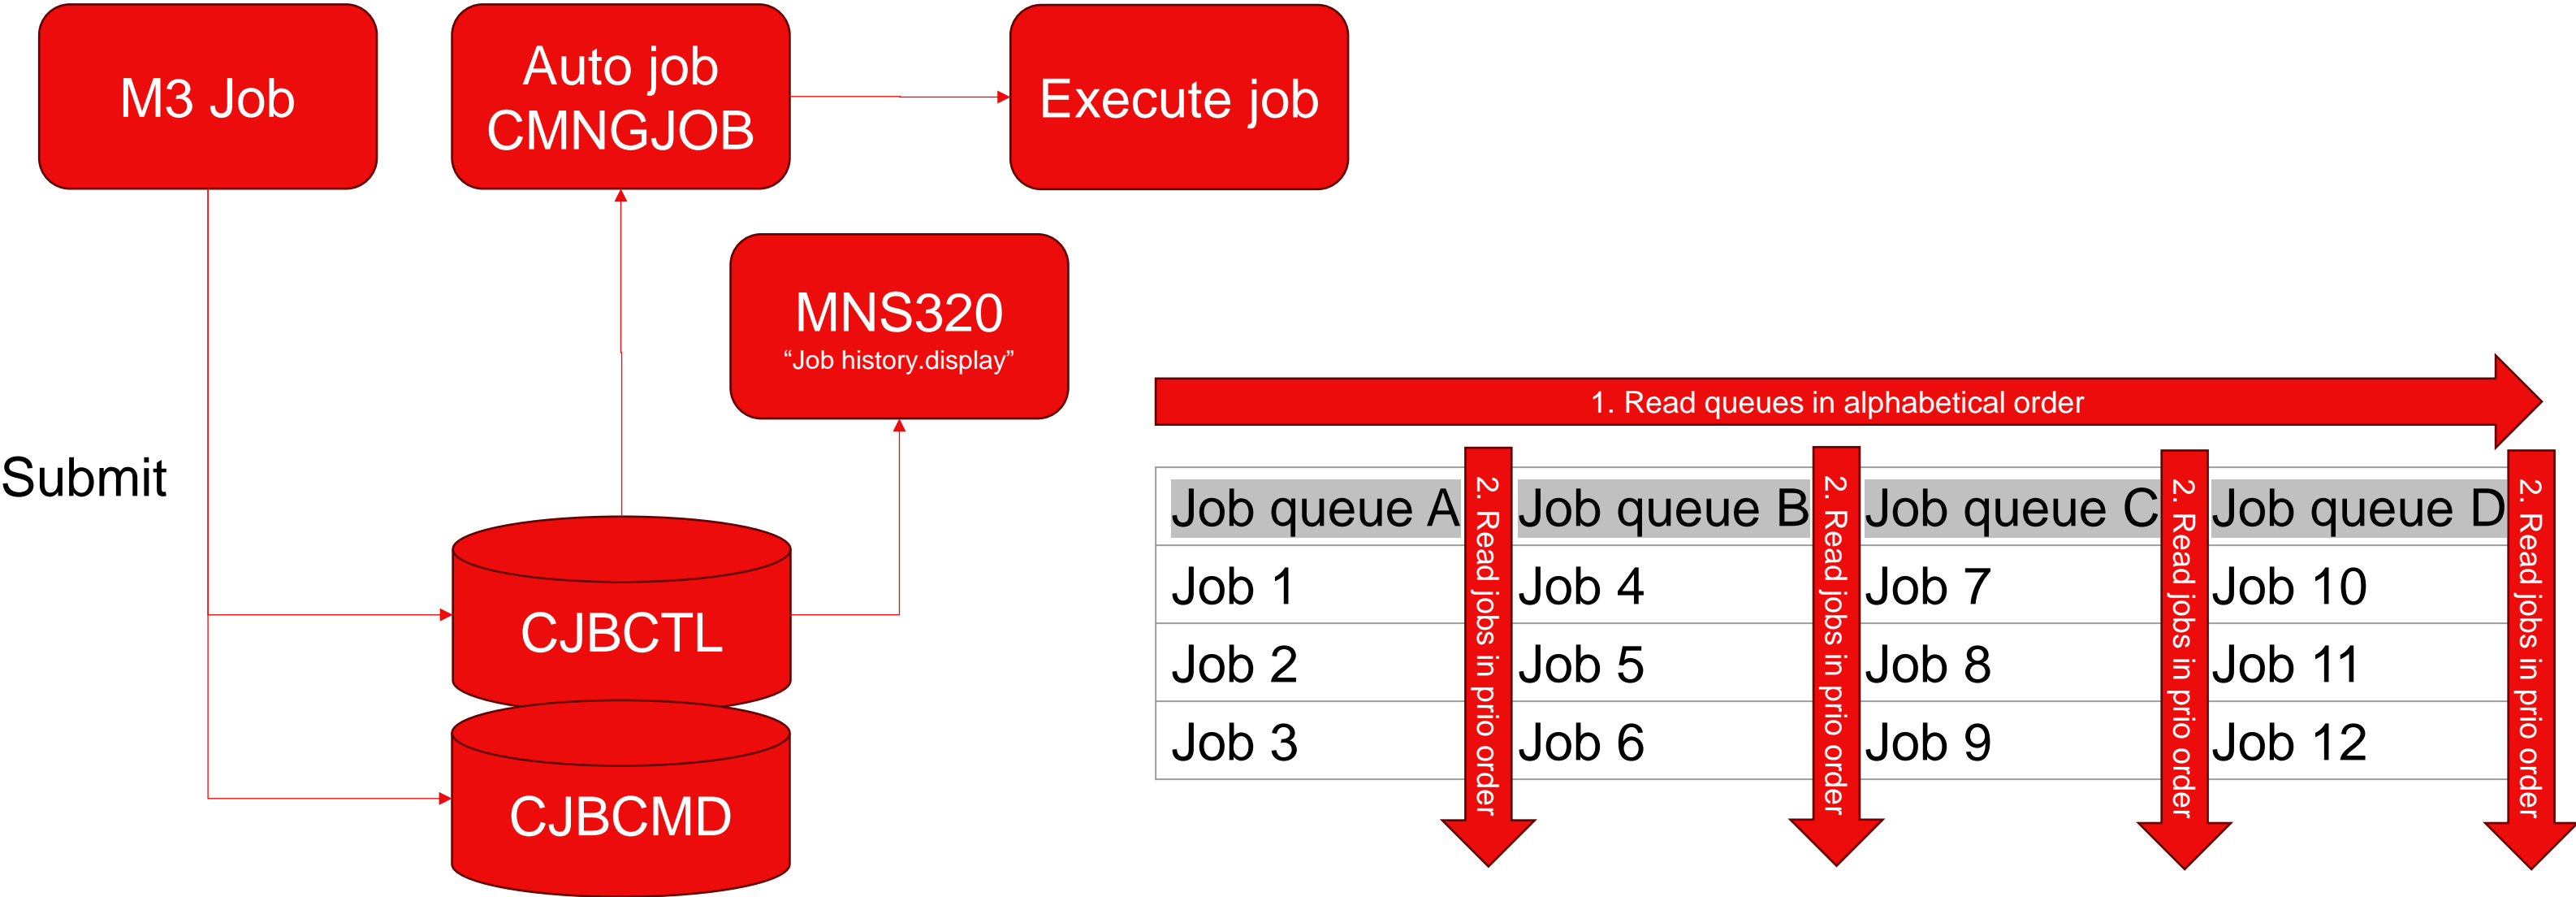 M3 Job
Auto job
CMNGJOB
Execute job
MNS320
“Job history.display”
Submit
CJBCTL
CJBCMD
1. Read queues in alphabetical order
Job queue A Job queue B Job queue C Job queue D
Job 1 Job 4 Job 7 Job 10
Job 2 Job 5 Job 8 Job 11
Job 3 Job 6 Job 9 Job 12
2. Read jobs in prio order
2. Read jobs in prio order
2. Read jobs in prio order
2. Read jobs in prio order